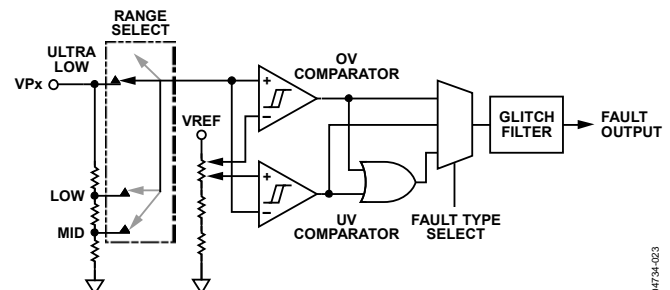 RANGE
SELECT
ULTRA
LOW
VPx
LOW
MID
VREF
+
–
+
–
OV
COMPARATOR
UV
COMPARATOR
FAULT TYPE
SELECT
GLITCH
FILTER
FAULT
OUTPUT
04734-023